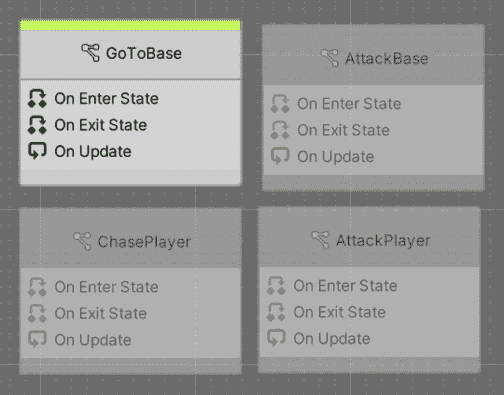 GoToBase
On Enter State
On Exit State
On Update
AttackBase
On Enter State
On Exit State
On Update
ChasePlayer
On Enter State
On Exit State
On Update
AttackPlayer
On Enter State
On Exit State
On Update